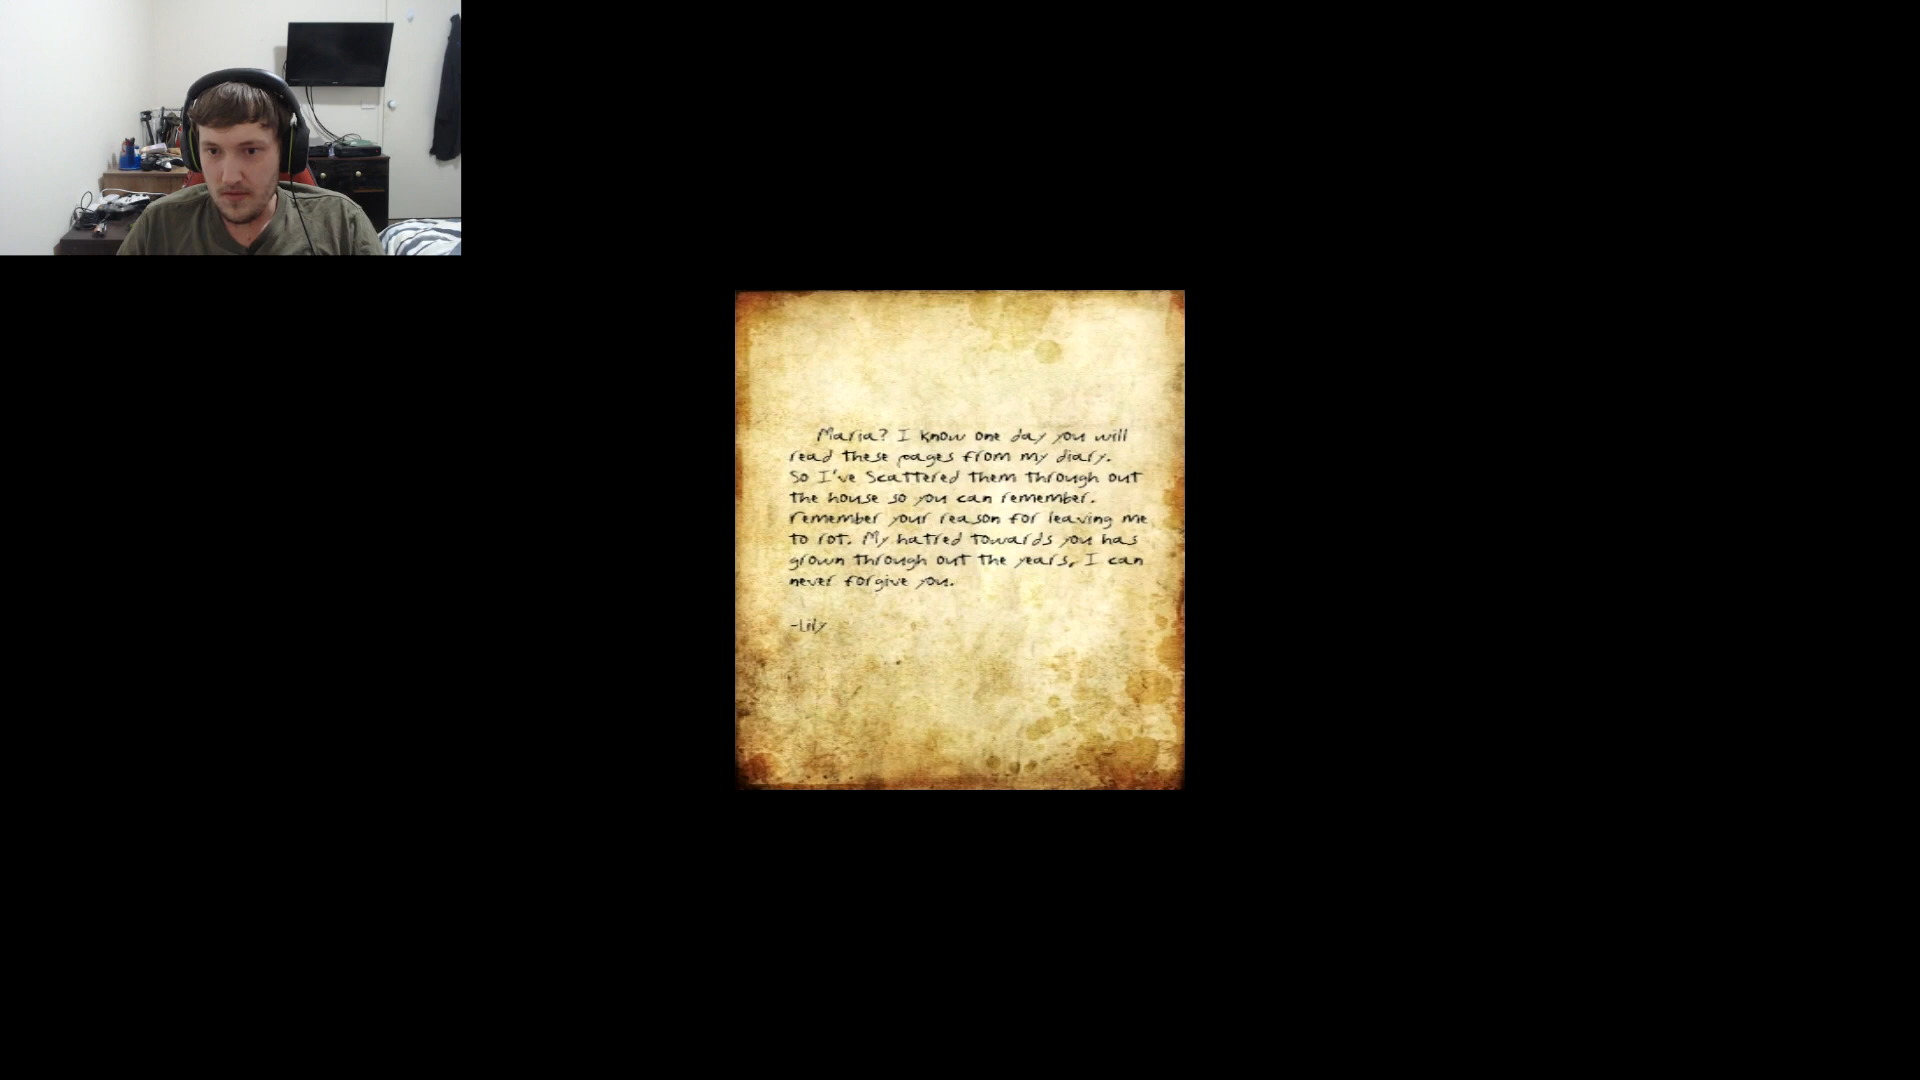 Maria? I know one day you will
read these pages from my diary.
So I've Scattered them through out
the house so you can remember.
remember your reason for leaving me
to rot. My hatred towards you has
grown through out the years, I can
never forgive you.
-Lily